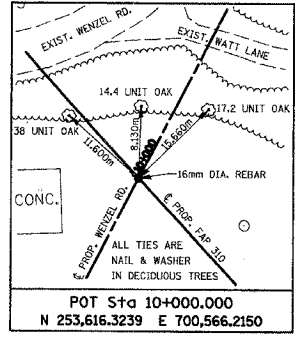 EXIST. WENZEL RD.
EXIST. WATT LANE
14.4 UNIT OAK
17.2 UNIT OAK
38 UNIT OAK
11.600m
8.130m
15.660m
10+000
16mm DIA. REBAR
CONC.
℄ PROP. WENZEL RD.
℄ PROP. FAP 310
ALL TIES ARE
NAIL & WASHER
IN DECIDUOUS TREES
POT Sta 10+000.000
N 253,616.3239 E 700,566.2150